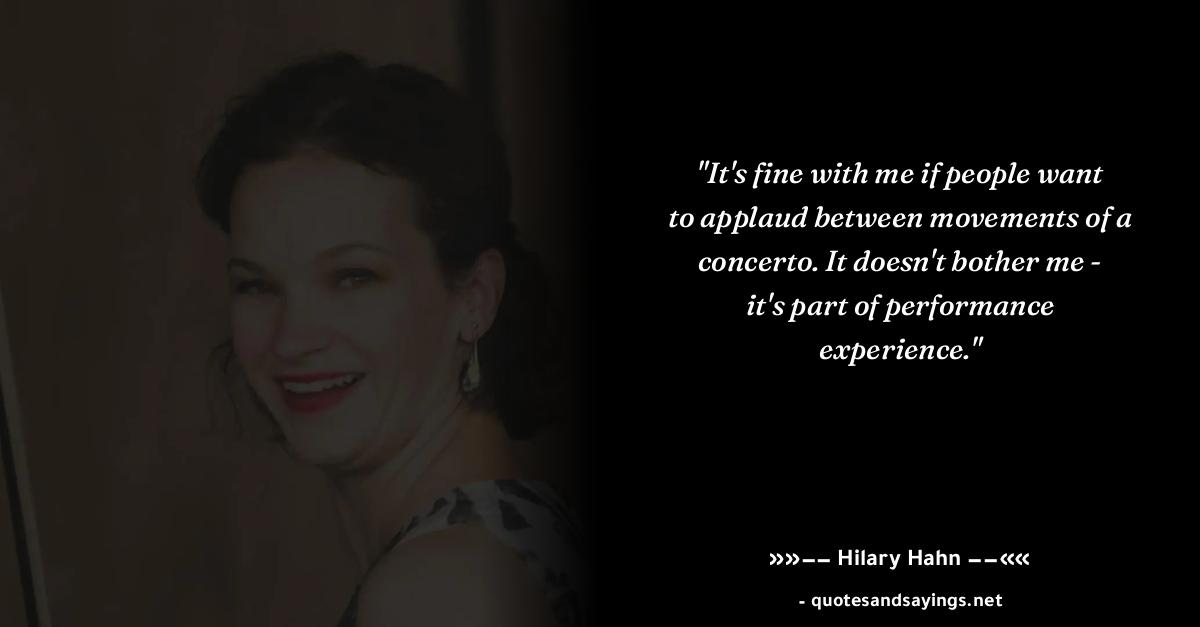 "It's fine with me if people want
to applaud between movements of a
concerto. It doesn't bother me -
it's part of performance
experience."
»»—— Hilary Hahn ——««
- quotesandsayings.net